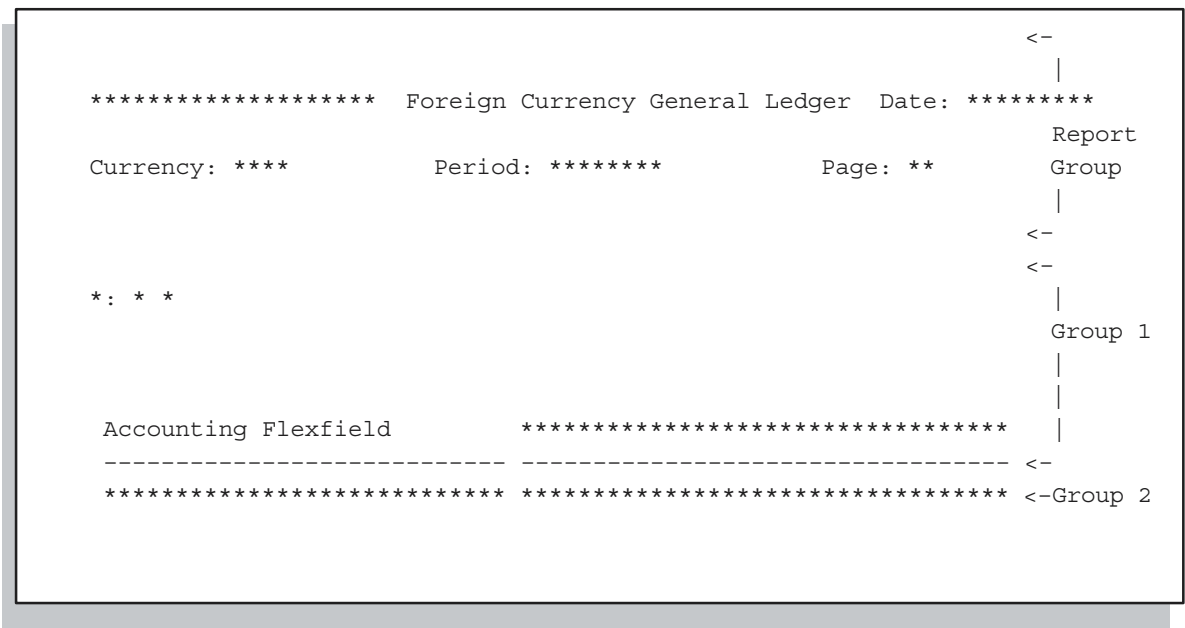 <–
|
******************** Foreign Currency General Ledger Date: *********
Report
Currency: **** Period: ******** Page: ** Group
|
<–
<–
*: * * |
Group 1
|
|
Accounting Flexfield ********************************** |
–––––––––––––––––––––––––––– –––––––––––––––––––––––––––––––––– <–
**************************** ********************************** <–Group 2